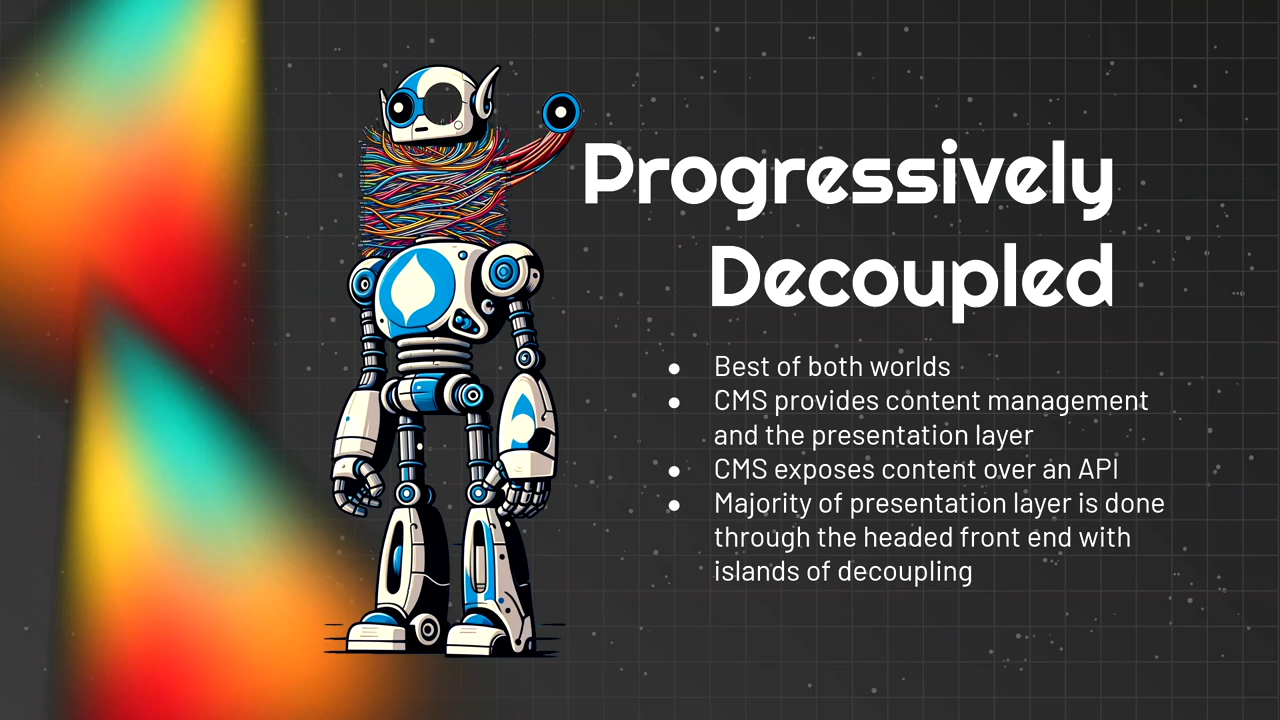 Progressively
Decoupled
● Best of both worlds
● CMS provides content management
and the presentation layer
● CMS exposes content over an API
● Majority of presentation layer is done
through the headed front end with
islands of decoupling